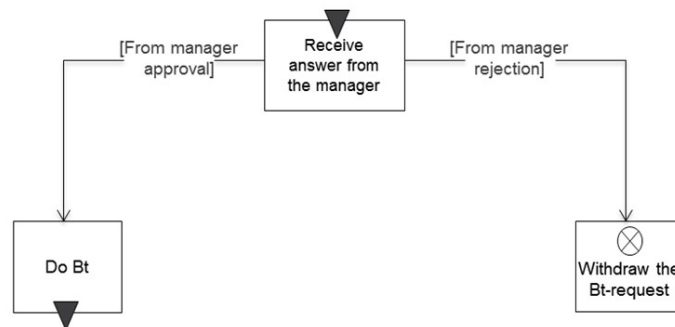 [From manager
approval]
Receive
answer from
the manager
[From manager
rejection]
Do Bt
Withdraw the
Bt-request